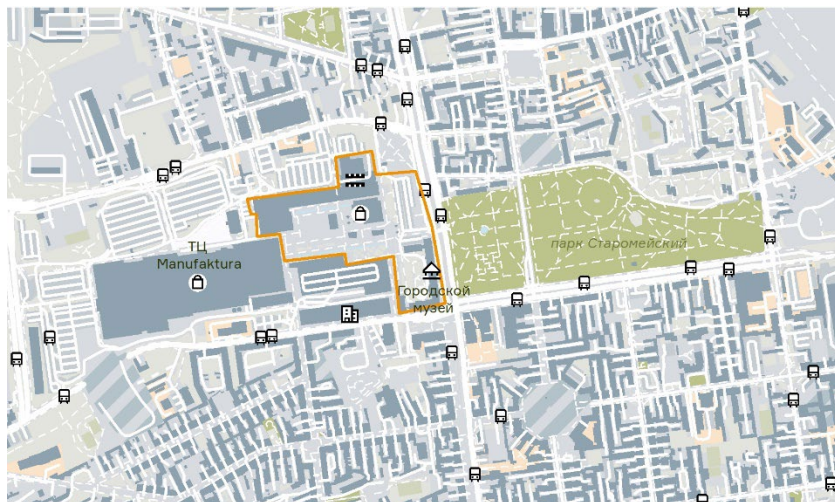 ТЦ
Manufaktura
парк Старомейский
Городской
музей